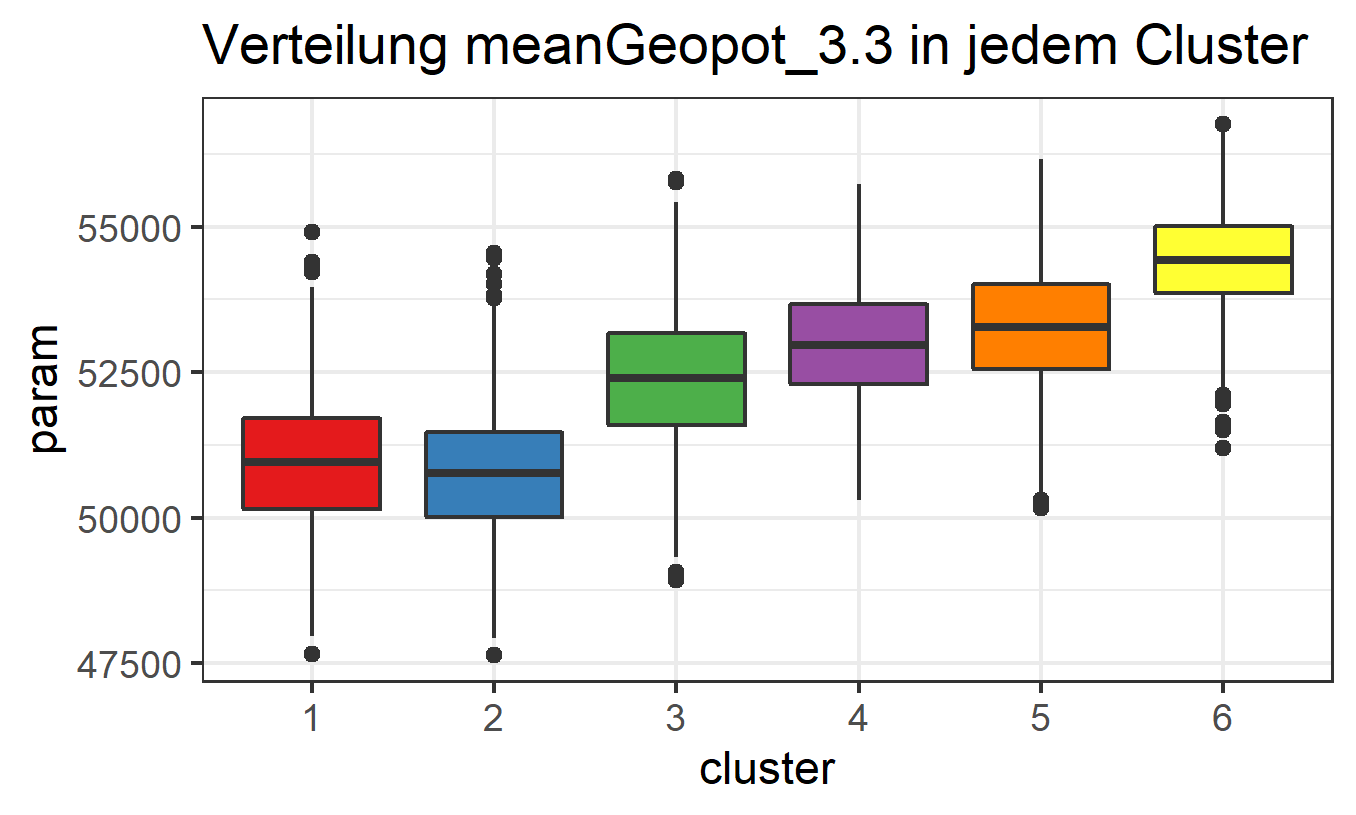 Verteilung meanGeopot_3.3 in jedem Cluster
param
55000
52500
50000
47500
1 2 3 4 5 6
cluster